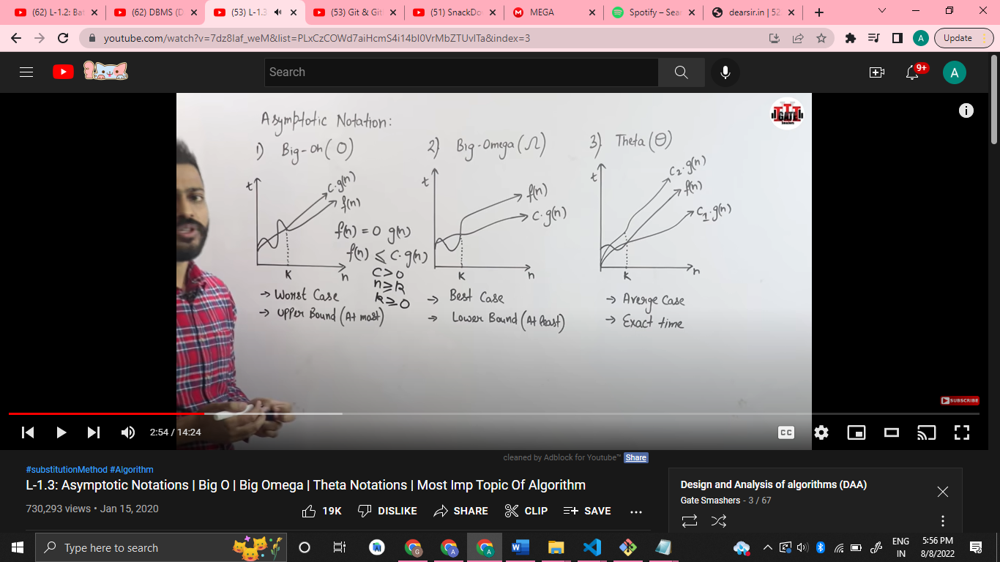 (62) L-1.2: Bat
(62) DBMS (D
(53) L-1.3
(53) Git & Git
(51) SnackDo
MEGA
Spotify – Sear
dearsir.in | 52
youtube.com/watch?v=7dz8Iaf_weM&list=PLxCzCOWd7aiHcmS4i14bI0VrMbZTUvlTa&index=3
A
Update
Search
9+
A
GATE
Smashers
Asymptotic Notation:
1) Big-oh(O)
t
c.g(n)
f(n)
f(n) = O g(n)
f(n) ≤ c.g(n)
c>0
n≥k
k≥0
K
n
→ Worst Case
→ Upper Bound (At most)
2) Big-Omega(Ω)
t
f(n)
c.g(n)
K
n
→ Best Case
→ Lower Bound (At least)
3) Theta(Θ)
t
c2.g(n)
f(n)
c1.g(n)
K
n
→ Averge Case
→ Exact time
SUBSCRIBE
2:54 / 14:24
CC
cleaned by Adblock for Youtube™ Share
#substitutionMethod #Algorithm
L-1.3: Asymptotic Notations | Big O | Big Omega | Theta Notations | Most Imp Topic Of Algorithm
730,293 views • Jan 15, 2020
19K
DISLIKE
SHARE
CLIP
SAVE
Design and Analysis of algorithms (DAA)
Gate Smashers - 3 / 67
Type here to search
G
A
A
ENG
IN
5:56 PM
8/8/2022